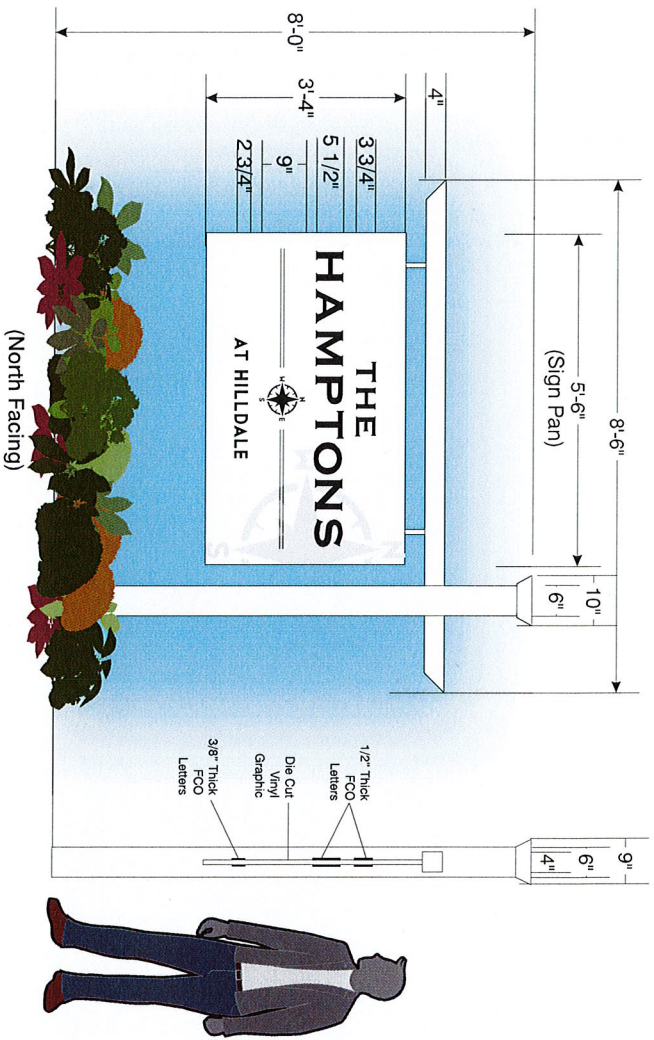 8'-6"
5'-6"
(Sign Pan)
10"
6"
9"
6"
4"
8'-0"
4"
3'-4"
3 3/4"
5 1/2"
9"
2 3/4"
THE
HAMPTONS
N
W E
S
AT HILLDALE
1/2" Thick
FCO
Letters
Die Cut
Vinyl
Graphic
3/8" Thick
FCO
Letters
(North Facing)